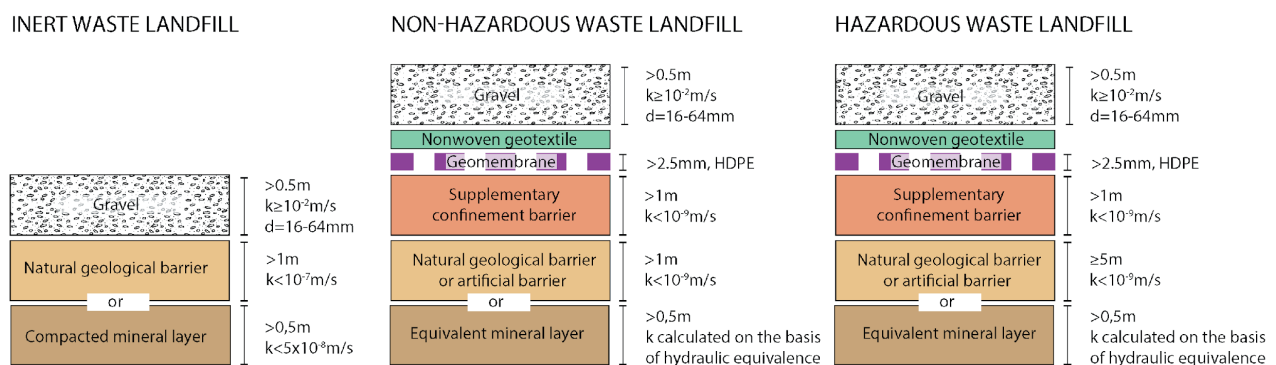 INERT WASTE LANDFILL
Gravel
>0.5m
k≥10⁻²m/s
d=16-64mm
Natural geological barrier
>1m
k<10⁻⁷m/s
or
Compacted mineral layer
>0,5m
k<5x10⁻⁸m/s
NON-HAZARDOUS WASTE LANDFILL
Gravel
>0.5m
k≥10⁻²m/s
d=16-64mm
Nonwoven geotextile
Geomembrane
>2.5mm, HDPE
Supplementary
confinement barrier
>1m
k<10⁻⁹m/s
Natural geological barrier
or artificial barrier
>1m
k<10⁻⁹m/s
or
Equivalent mineral layer
>0,5m
k calculated on the basis
of hydraulic equivalence
HAZARDOUS WASTE LANDFILL
Gravel
>0.5m
k≥10⁻²m/s
d=16-64mm
Nonwoven geotextile
Geomembrane
>2.5mm, HDPE
Supplementary
confinement barrier
>1m
k<10⁻⁹m/s
Natural geological barrier
or artificial barrier
≥5m
k<10⁻⁹m/s
or
Equivalent mineral layer
>0,5m
k calculated on the basis
of hydraulic equivalence